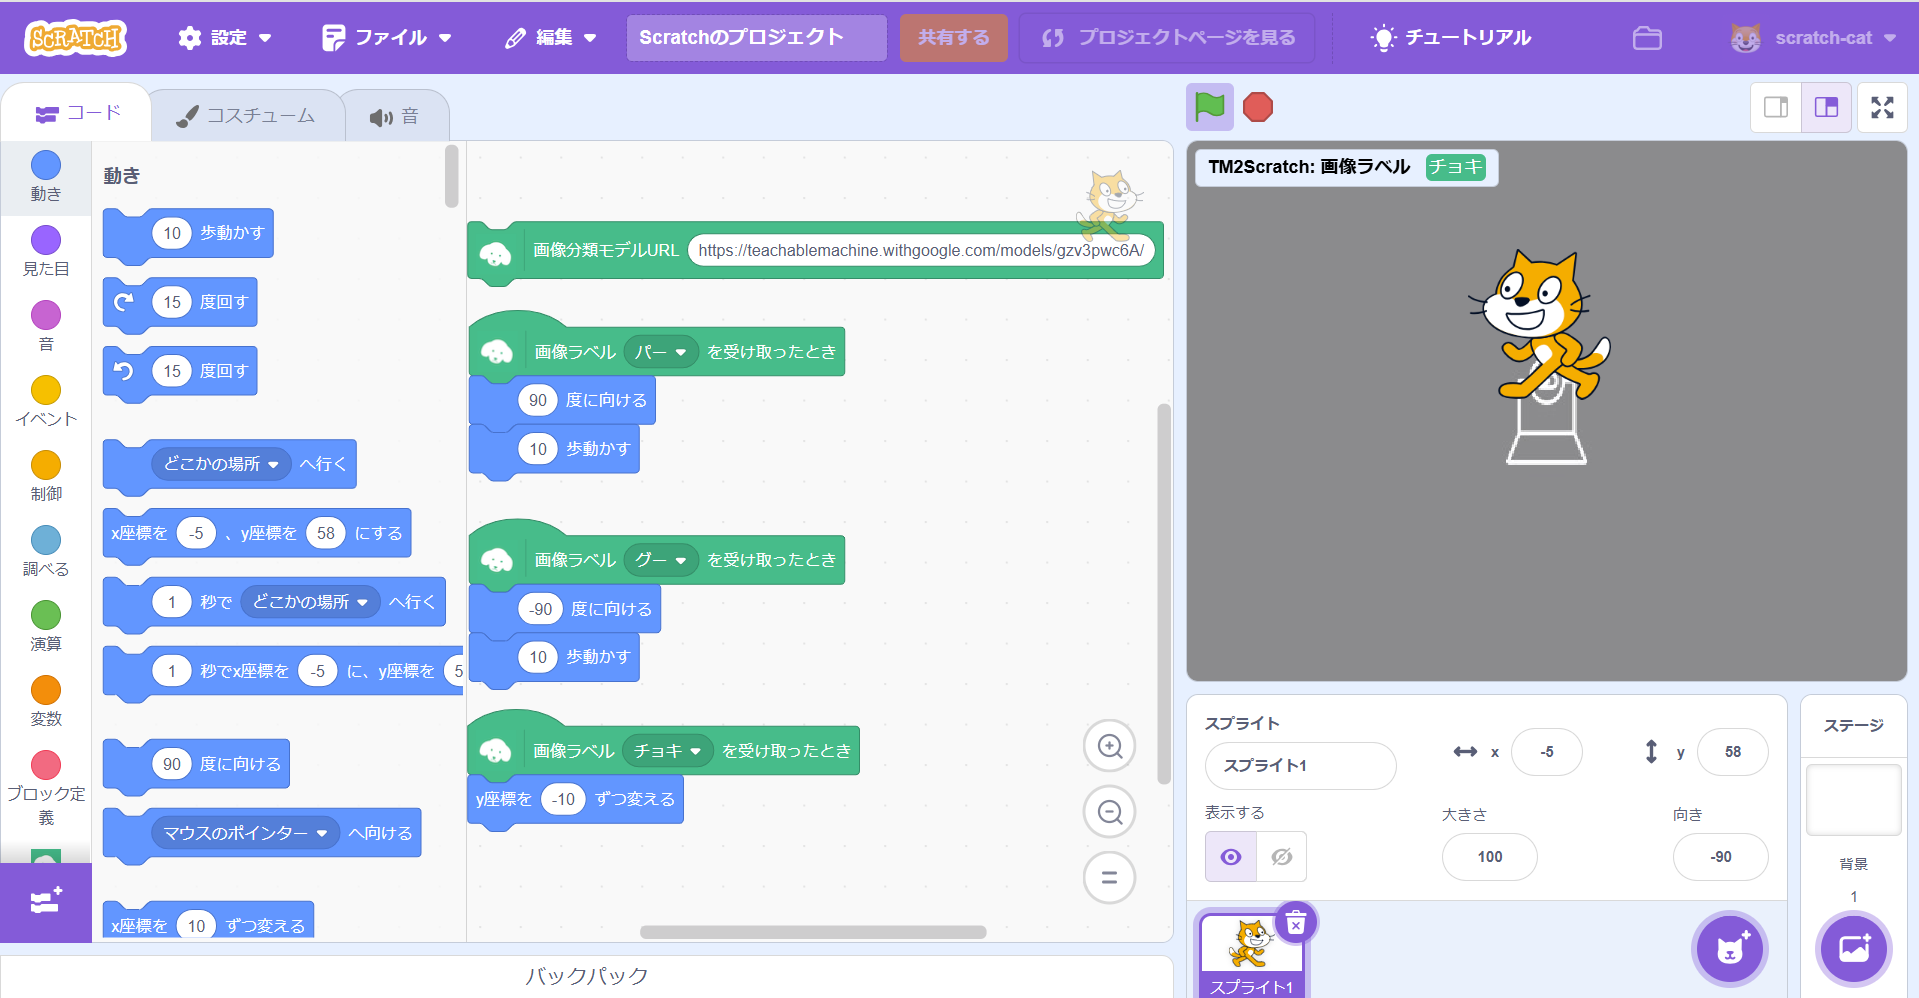 SCRATCH 設定 ファイル 編集 Scratchのプロジェクト 共有する プロジェクトページを見る チュートリアル scratch-cat
コード コスチューム 音
動き
見た目
音
イベント
制御
調べる
演算
変数
ブロック定
義
動き
10 歩動かす
15 度回す
15 度回す
どこかの場所 へ行く
x座標を -5 、y座標を 58 にする
1 秒で どこかの場所 へ行く
1 秒でx座標を -5 に、y座標を 5
90 度に向ける
マウスのポインター へ向ける
x座標を 10 ずつ変える
画像分類モデルURL https://teachablemachine.withgoogle.com/models/gzv3pwc6A/
画像ラベル パー を受け取ったとき
90 度に向ける
10 歩動かす
画像ラベル グー を受け取ったとき
-90 度に向ける
10 歩動かす
画像ラベル チョキ を受け取ったとき
y座標を -10 ずつ変える
バックパック
TM2Scratch: 画像ラベル チョキ
スプライト
スプライト1 x -5 y 58
表示する 大きさ 向き
100 -90
スプライト1
ステージ
背景
1